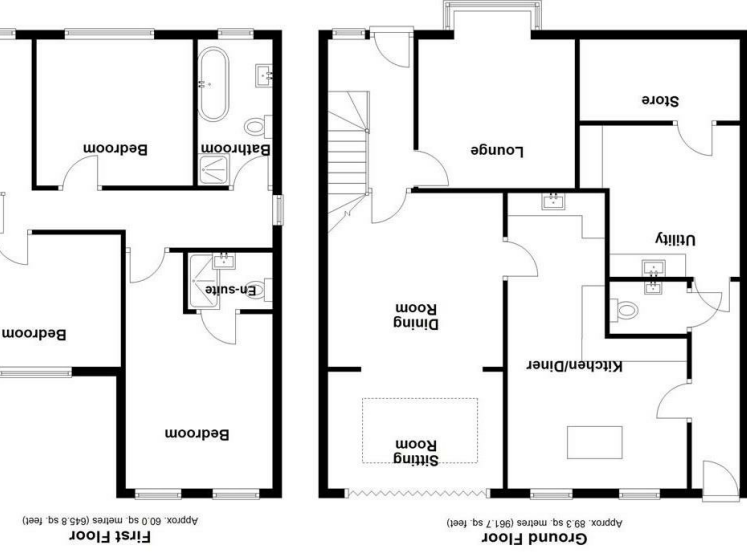 Ground Floor
Approx. 89.3 sq. metres (961.7 sq. feet)
Sitting
Room
Kitchen/Diner
Dining
Room
Utility
Lounge
Store
First Floor
Approx. 60.0 sq. metres (645.8 sq. feet)
Bedroom
Bedroom
En-suite
Bathroom
Bedroom